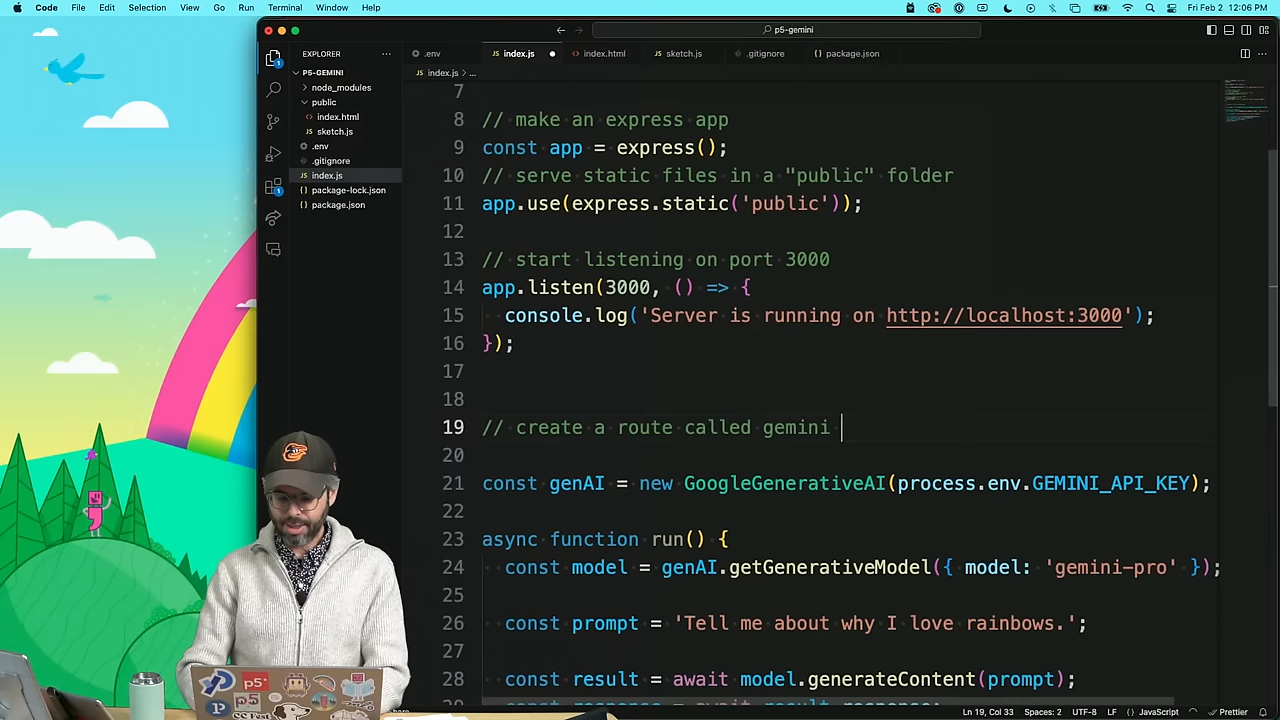 Code File Edit Selection View Go Run Terminal Window Help Fri Feb 2 12:06 PM
p5-gemini
EXPLORER
.env index.js index.html sketch.js .gitignore package.json
index.js > ...
P5-GEMINI
node_modules
public
index.html
sketch.js
.env
.gitignore
index.js
package-lock.json
package.json
7
8 // make an express app
9 const app = express();
10 // serve static files in a "public" folder
11 app.use(express.static('public'));
12
13 // start listening on port 3000
14 app.listen(3000, () => {
15 console.log('Server is running on http://localhost:3000');
16 });
17
18
19 // create a route called gemini
20
21 const genAI = new GoogleGenerativeAI(process.env.GEMINI_API_KEY);
22
23 async function run() {
24 const model = genAI.getGenerativeModel({ model: 'gemini-pro' });
25
26 const prompt = 'Tell me about why I love rainbows.';
27
28 const result = await model.generateContent(prompt);
Ln 19, Col 33 Spaces: 2 UTF-8 LF JavaScript Prettier
p5*
CC Fest